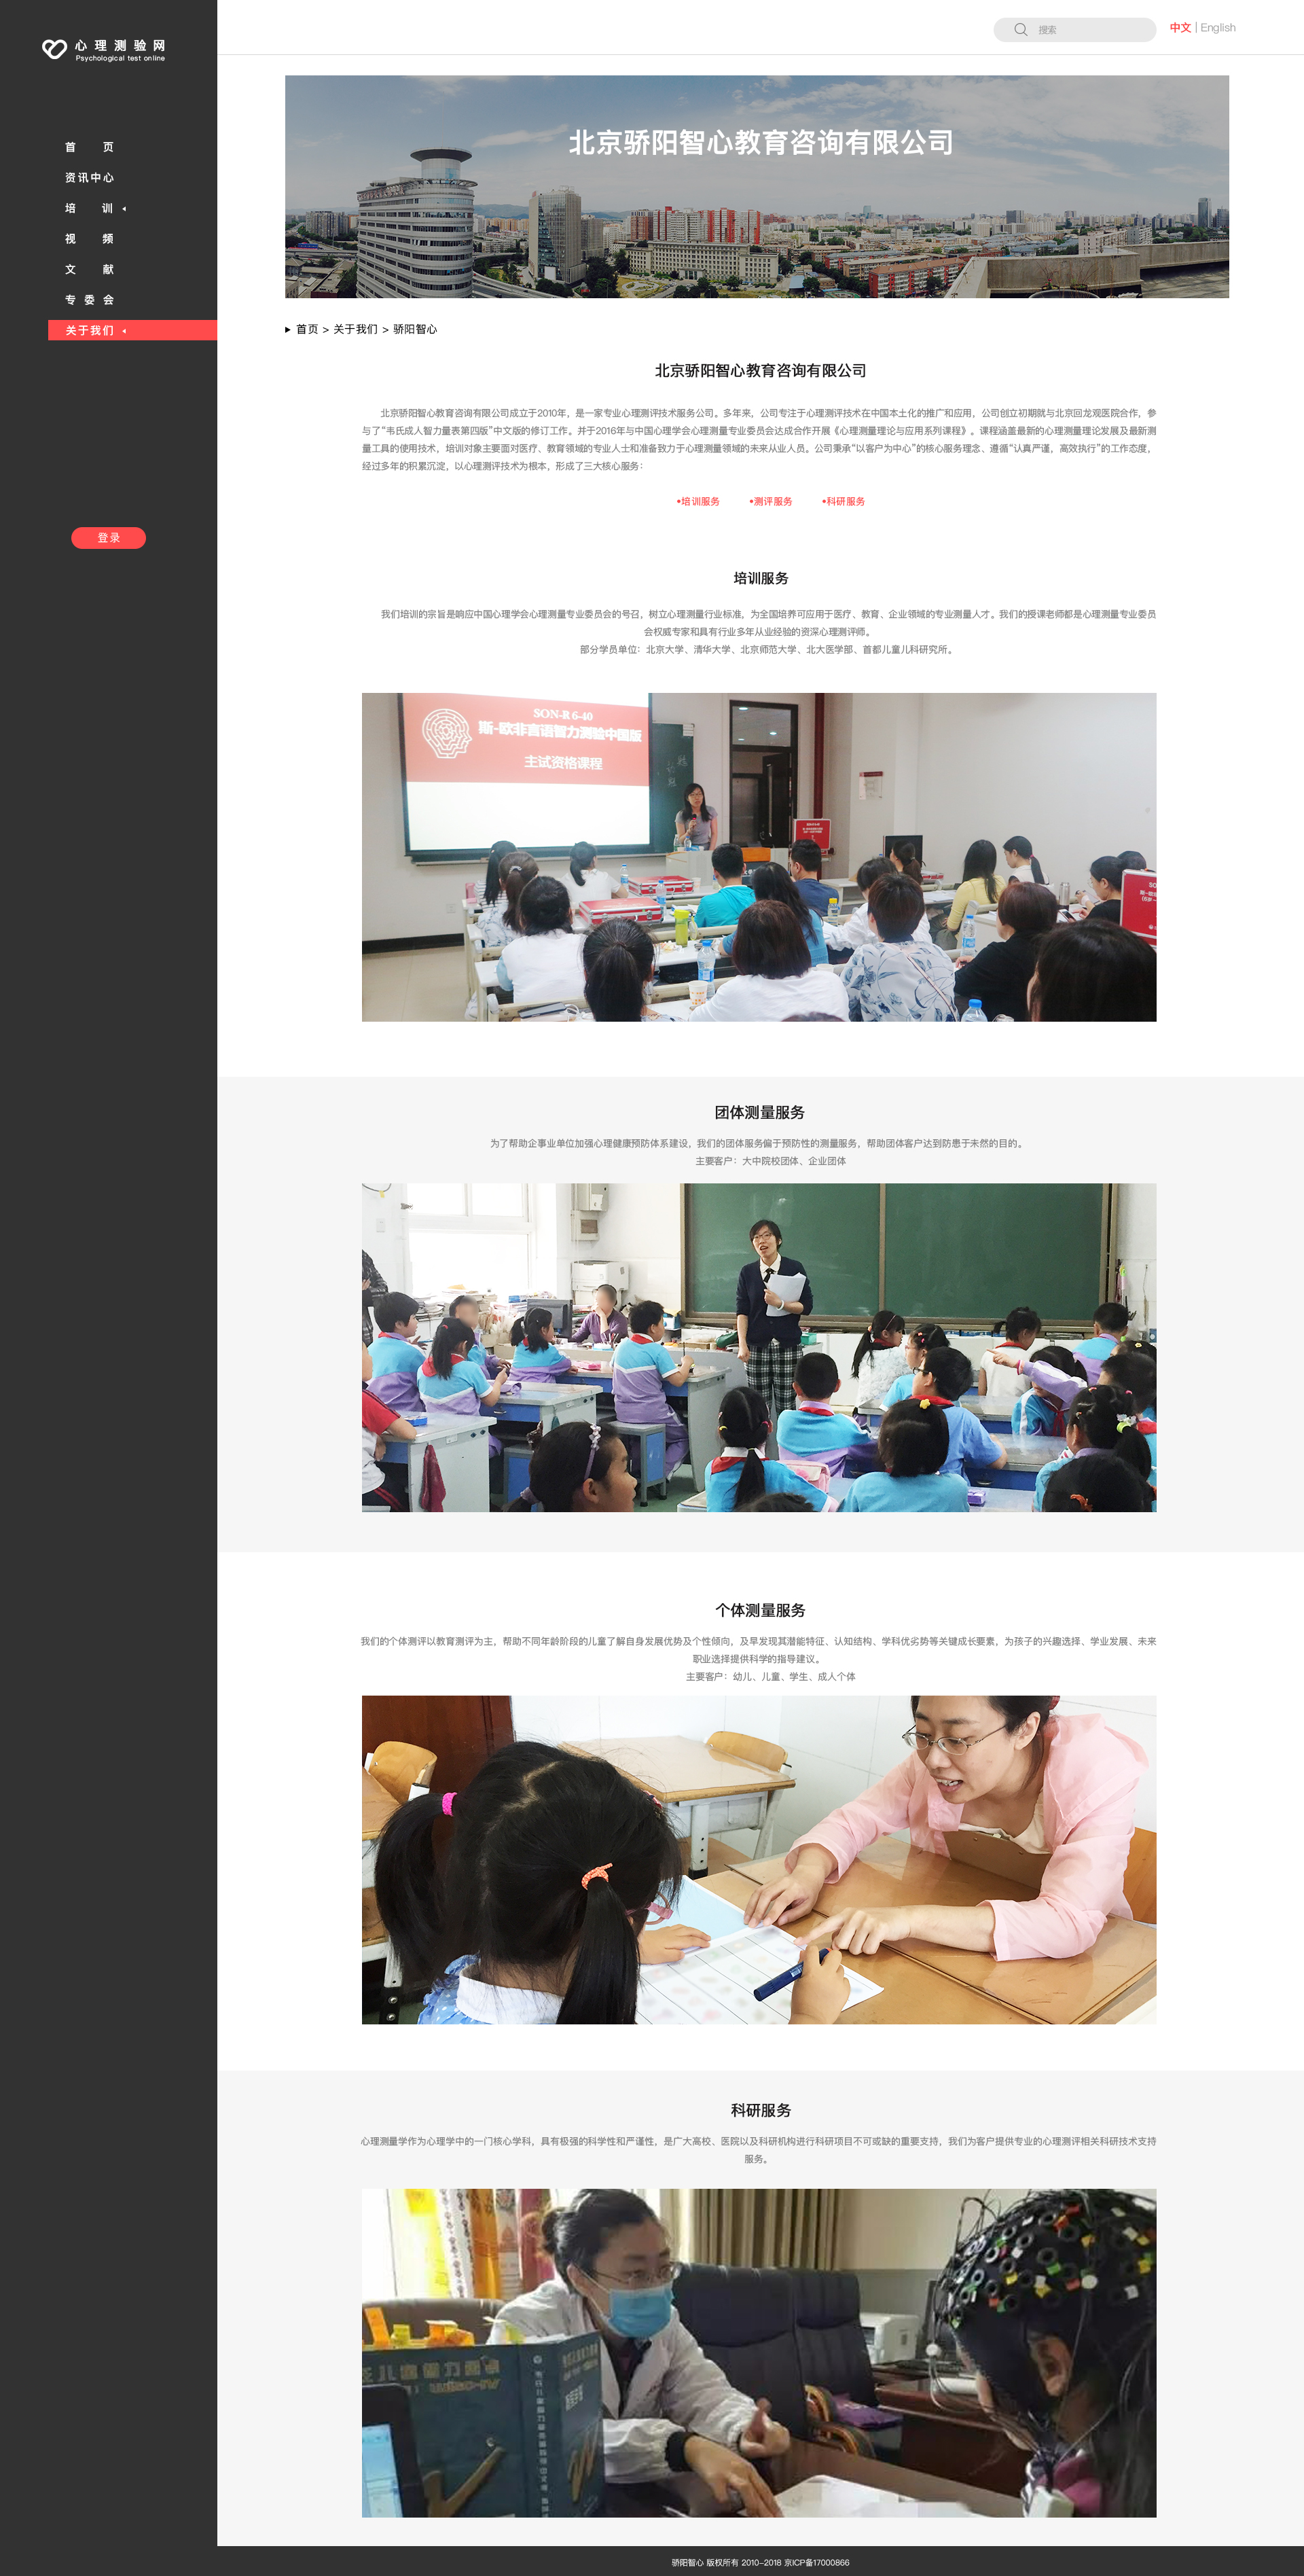 心理测验网
Psychological test online
搜索
中文 | English
首页
资讯中心
培训
视频
文献
专委会
关于我们
登录
北京骄阳智心教育咨询有限公司
首页 > 关于我们 > 骄阳智心
北京骄阳智心教育咨询有限公司
北京骄阳智心教育咨询有限公司成立于2010年，是一家专业心理测评技术服务公司。多年来，公司专注于心理测评技术在中国本土化的推广和应用，公司创立初期就与北京回龙观医院合作，参
与了“韦氏成人智力量表第四版”中文版的修订工作。并于2016年与中国心理学会心理测量专业委员会达成合作开展《心理测量理论与应用系列课程》。课程涵盖最新的心理测量理论发展及最新测
量工具的使用技术，培训对象主要面对医疗、教育领域的专业人士和准备致力于心理测量领域的未来从业人员。公司秉承“以客户为中心”的核心服务理念、遵循“认真严谨，高效执行”的工作态度，
经过多年的积累沉淀，以心理测评技术为根本，形成了三大核心服务：
•培训服务 •测评服务 •科研服务
培训服务
我们培训的宗旨是响应中国心理学会心理测量专业委员会的号召，树立心理测量行业标准，为全国培养可应用于医疗、教育、企业领域的专业测量人才。我们的授课老师都是心理测量专业委员
会权威专家和具有行业多年从业经验的资深心理测评师。
部分学员单位：北京大学、清华大学、北京师范大学、北大医学部、首都儿童儿科研究所。
SON-R 6-40
斯-欧非言语智力测验中国版
主试资格课程
团体测量服务
为了帮助企事业单位加强心理健康预防体系建设，我们的团体服务偏于预防性的测量服务，帮助团体客户达到防患于未然的目的。
主要客户：大中院校团体、企业团体
个体测量服务
我们的个体测评以教育测评为主，帮助不同年龄阶段的儿童了解自身发展优势及个性倾向，及早发现其潜能特征、认知结构、学科优劣势等关键成长要素，为孩子的兴趣选择、学业发展、未来
职业选择提供科学的指导建议。
主要客户：幼儿、儿童、学生、成人个体
科研服务
心理测量学作为心理学中的一门核心学科，具有极强的科学性和严谨性，是广大高校、医院以及科研机构进行科研项目不可或缺的重要支持，我们为客户提供专业的心理测评相关科研技术支持
服务。
骄阳智心 版权所有 2010-2018 京ICP备17000866